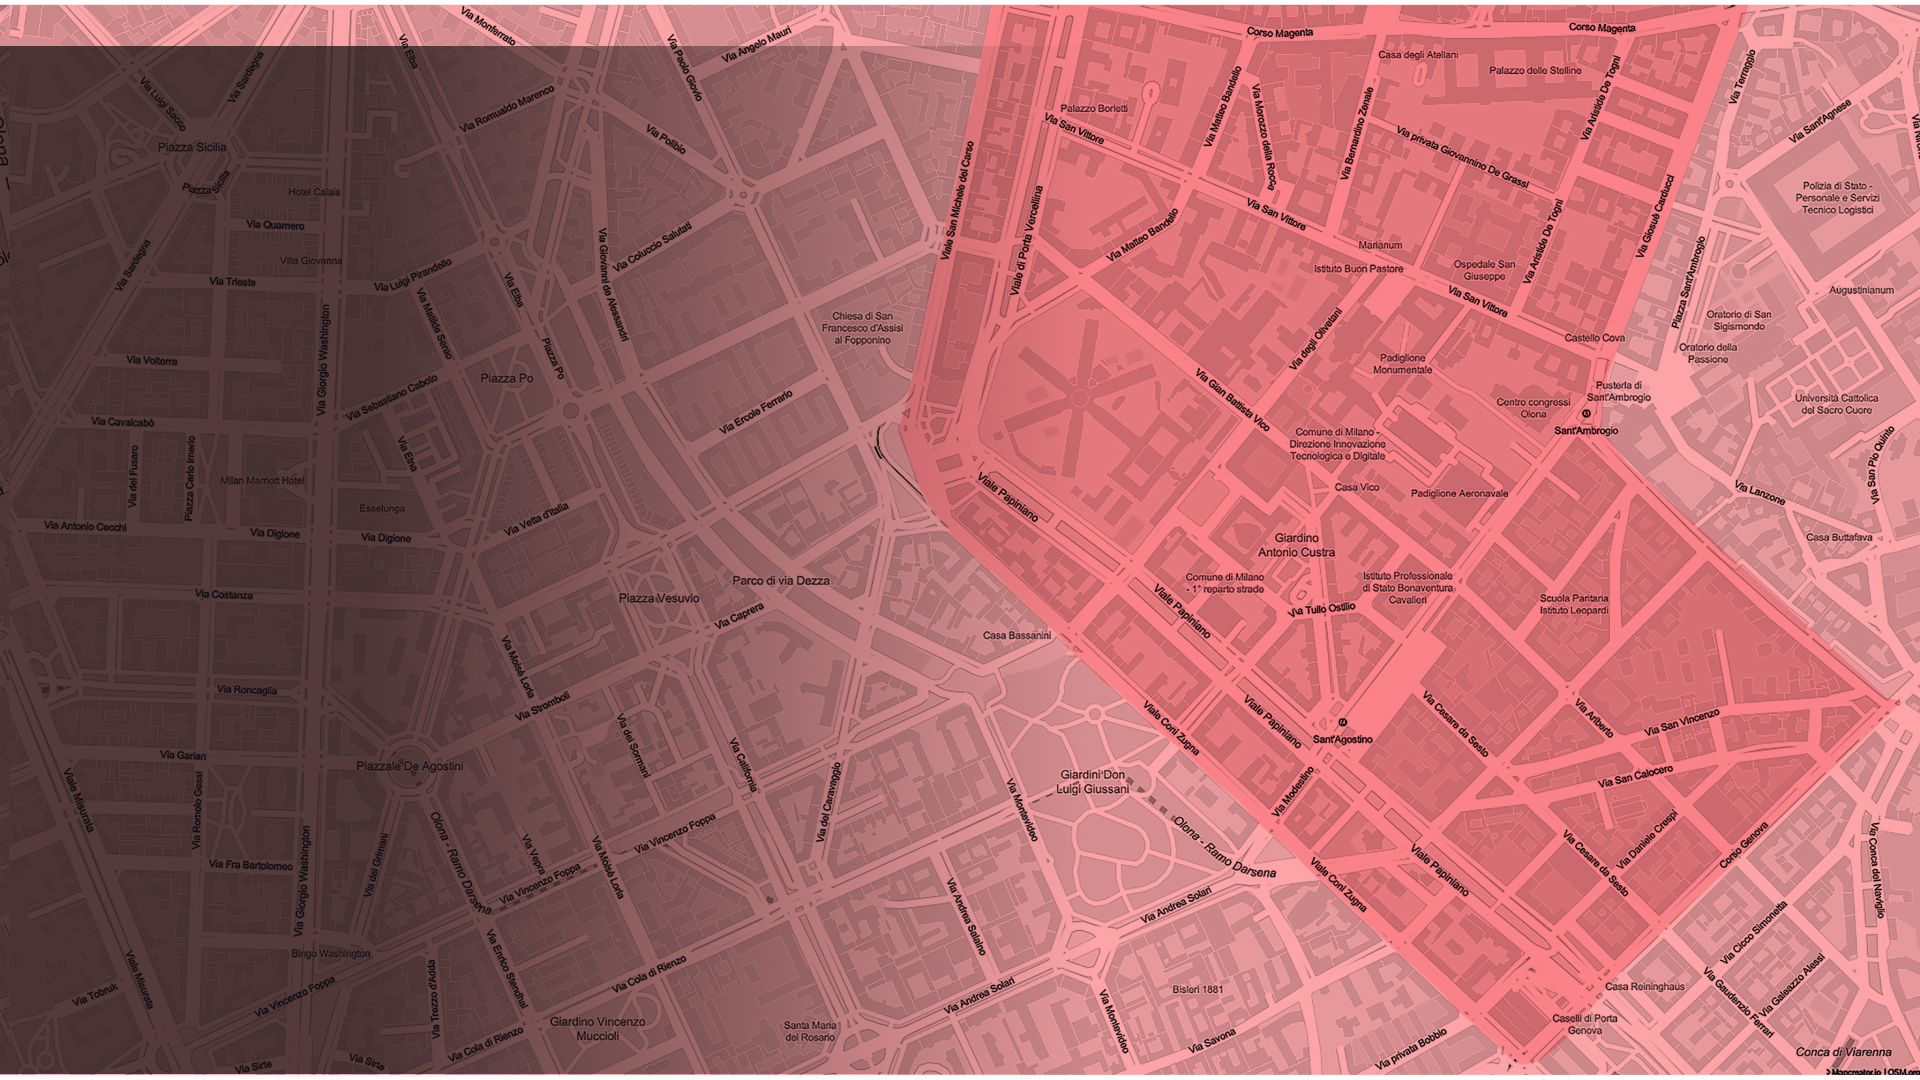 Via Monferrato
Via Elba
Via Paolo Giovio
Via Angelo Mauri
Corso Magenta
Corso Magenta
Via Luigi Sacco
Via Sardegna
Via Romualdo Marenco
Via Polibio
Casa degli Atellani
Palazzo delle Stelline
Via Terraggio
Palazzo Borletti
Via Matteo Bandello
Via Morozzo della Rocca
Via Bernardino Zenale
Via Aristide De Togni
Via Sant'Agnese
Via San Vittore
Via privata Giovannino De Grassi
Olona
Piazza Sicilia
Piazza Sicilia
Hotel Calais
Viale San Michele del Carso
Viale di Porta Vercellina
Via Giosuè Carducci
Polizia di Stato -
Personale e Servizi
Tecnico Logistici
Via Quarnero
Via San Vittore
Via Matteo Bandello
Via Aristide De Togni
Marianum
Via Coluccio Salutati
Via Giovanni de Alessandri
Villa Giovanna
Via Sardegna
Via Trieste
Via Luigi Pirandello
Via Elba
Istituto Buon Pastore
Ospedale San
Giuseppe
Piazza Sant'Ambrogio
Augustinianum
Via San Vittore
Via Matilde Serao
Via Giorgio Washington
Chiesa di San
Francesco d'Assisi
al Fopponino
Via degli Olivetani
Castello Cova
Oratorio di San
Sigismondo
Oratorio della
Passione
Via Volterra
Piazza Po
Piazza Po
Padiglione
Monumentale
Via Sebastiano Caboto
Via Ercole Ferrario
Via Gian Battista Vico
Centro congressi
Olona
Pusterla di
Sant'Ambrogio
Sant'Ambrogio
Università Cattolica
del Sacro Cuore
Via Cavalcabò
Via Etna
Comune di Milano -
Direzione Innovazione
Tecnologica e Digitale
Via San Pio Quinto
Via del Fusaro
Piazza Carlo Irnerio
Milan Marriott Hotel
Esselunga
Viale Papiniano
Casa Vico
Padiglione Aeronavale
Via Lanzone
Via Antonio Cecchi
Via Digione
Via Digione
Via Vetta d'Italia
Giardino
Antonio Custra
Casa Buttafava
Parco di via Dezza
Comune di Milano
- 1° reparto strade
Istituto Professionale
di Stato Bonaventura
Cavalieri
Via Costanza
Piazza Vesuvio
Via Caprera
Viale Papiniano
Via Tullo Ostilio
Scuola Paritaria
Istituto Leopardi
Casa Bassanini
Via Moisè Loria
Via Roncaglia
Via Stromboli
Viale Coni Zugna
Viale Papiniano
Sant'Agostino
Via Cesare da Sesto
Via Ariberto
Via San Vincenzo
Via dei Sormani
Via California
Via Garian
Piazzale De Agostini
Giardini Don
Luigi Giussani
Via San Calocero
Viale Misurata
Via Romolo Gessi
Via del Caravaggio
Via Montevideo
Via Modestino
Olona - Ramo Darsena
Via Giorgio Washington
Via dei Grimani
Olona - Ramo Darsena
Via Vepra
Via Moisè Loria
Via Vincenzo Foppa
Via Fra Bartolomeo
Via Vincenzo Foppa
Viale Coni Zugna
Viale Papiniano
Via Cesare da Sesto
Via Daniele Crespi
Corso Genova
Via Conca del Naviglio
Via Andrea Salaino
Via Andrea Solari
Via Cicco Simonetta
Bingo Washington
Viale Misurata
Via Tobruk
Via Vincenzo Foppa
Via Trezzo d'Adda
Via Enrico Stendhal
Via Cola di Rienzo
Via Andrea Solari
Bisleri 1881
Casa Reininghaus
Via Gaudenzio Ferrari
Via Galeazzo Alessi
Giardino Vincenzo
Muccioli
Santa Maria
del Rosario
Via Montevideo
Via Savona
Via privata Bobbio
Caselli di Porta
Genova
Via Cola di Rienzo
Conca di Viarenna
Via Sirte
Via Sirte
Mapcreator.io | OSM.org